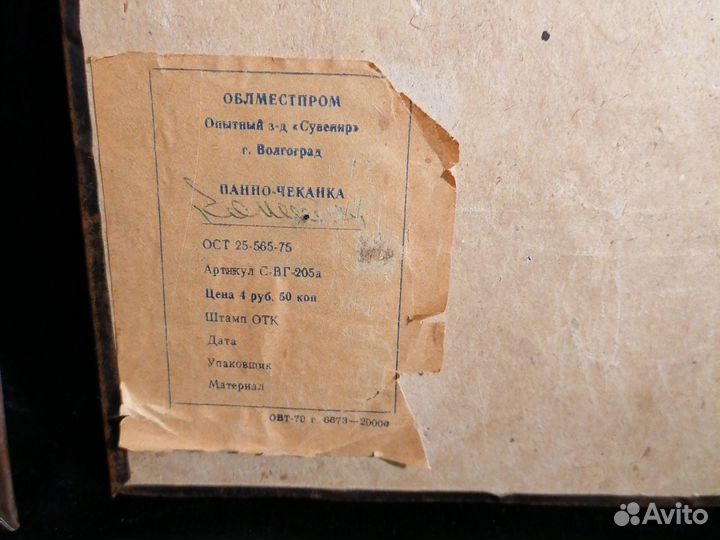 ОБЛМЕСТПРОМ
Опытный з-д «Сувенир»
г. Волгоград
ПАННО-ЧЕКАНКА
ОСТ 25-565-75
Артикул С-ВГ-205а
Цена 4 руб. 50 коп
Штамп ОТК
Дата
Упаковщик
Материал
ОВТ-79 г 6673—20000
Avito